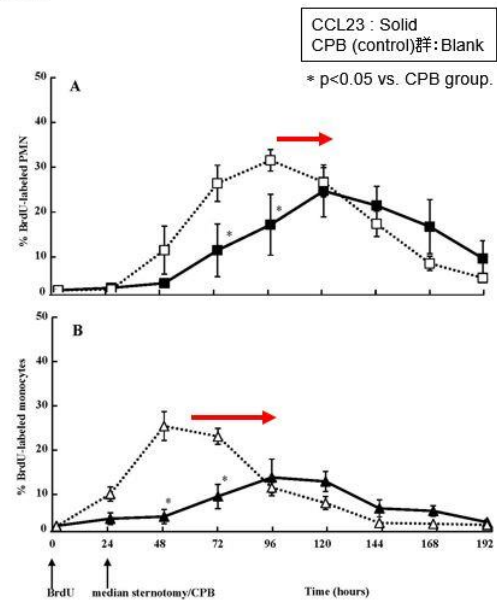 CCL23 : Solid
CPB (control)群：Blank
* p<0.05 vs. CPB group.
A
% BrdU-labeled PMN
50
40
30
20
10
0
*
*
B
% BrdU-labeled monocytes
50
40
30
20
10
0
*
*
0 24 48 72 96 120 144 168 192
BrdU median sternotomy/CPB Time (hours)